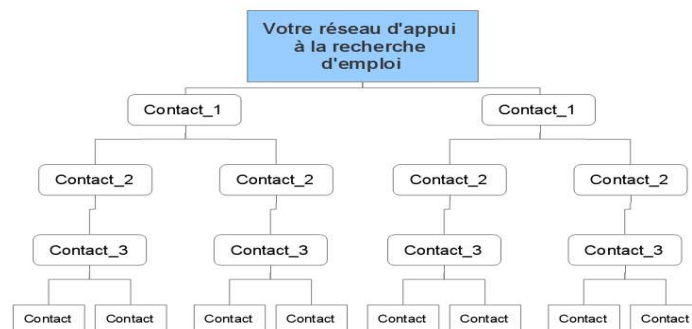 Votre réseau d'appui
à la recherche
d'emploi
Contact_1 Contact_1
Contact_2 Contact_2 Contact_2 Contact_2
Contact_3 Contact_3 Contact_3 Contact_3
Contact Contact Contact Contact Contact Contact Contact Contact